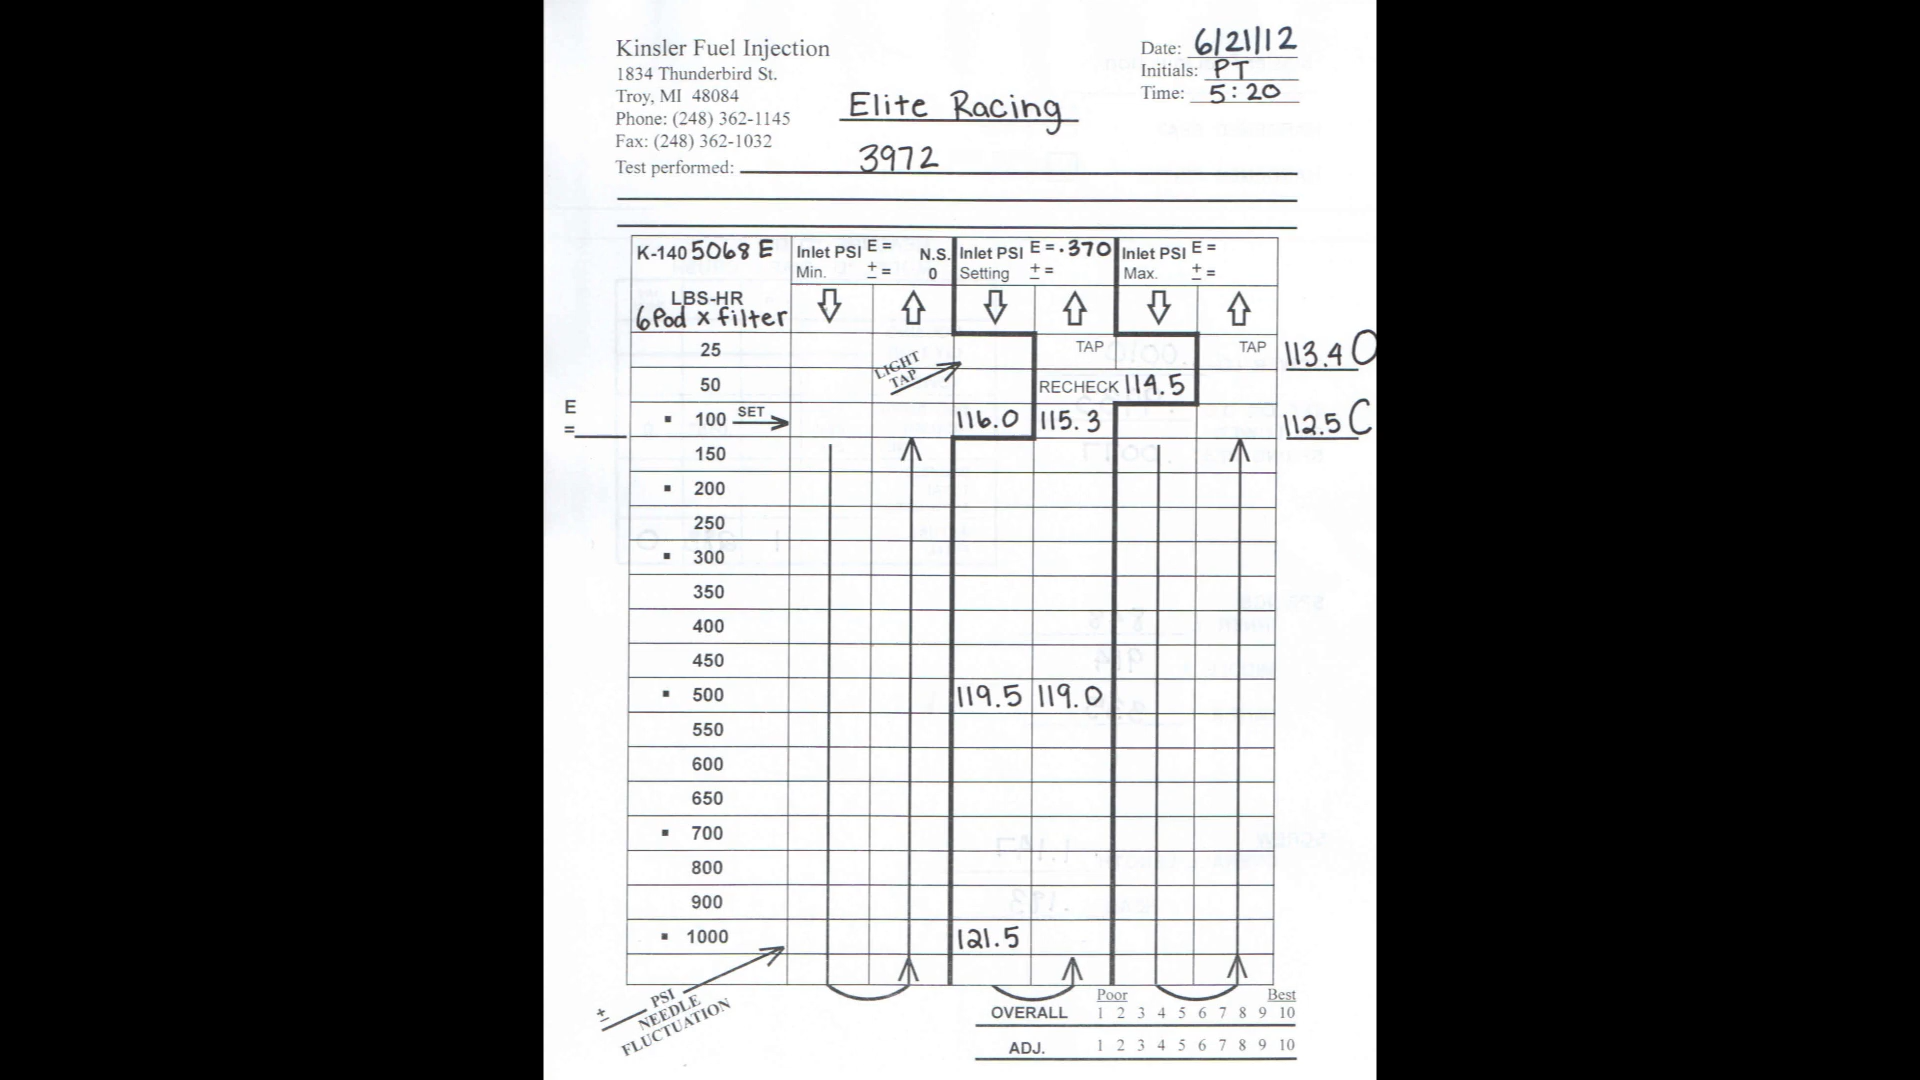 Kinsler Fuel Injection
1834 Thunderbird St.
Troy, MI 48084
Phone: (248) 362-1145
Fax: (248) 362-1032
Date: 6/21/12
Initials: PT
Time: 5:20
Elite Racing
Test performed: 3972
K-140 5068 E
Inlet PSI E =
Min. ± = N.S. 0
Inlet PSI E = .370
Setting ± =
Inlet PSI E =
Max. ± =
LBS-HR
6 Pod x filter
25 TAP TAP 113.4 O
LIGHT TAP
50 RECHECK 114.5
E =
100 SET 116.0 115.3 112.5 C
150
200
250
300
350
400
450
500 119.5 119.0
550
600
650
700
800
900
1000 121.5
± PSI
NEEDLE
FLUCTUATION
Poor Best
OVERALL 1 2 3 4 5 6 7 8 9 10
ADJ. 1 2 3 4 5 6 7 8 9 10